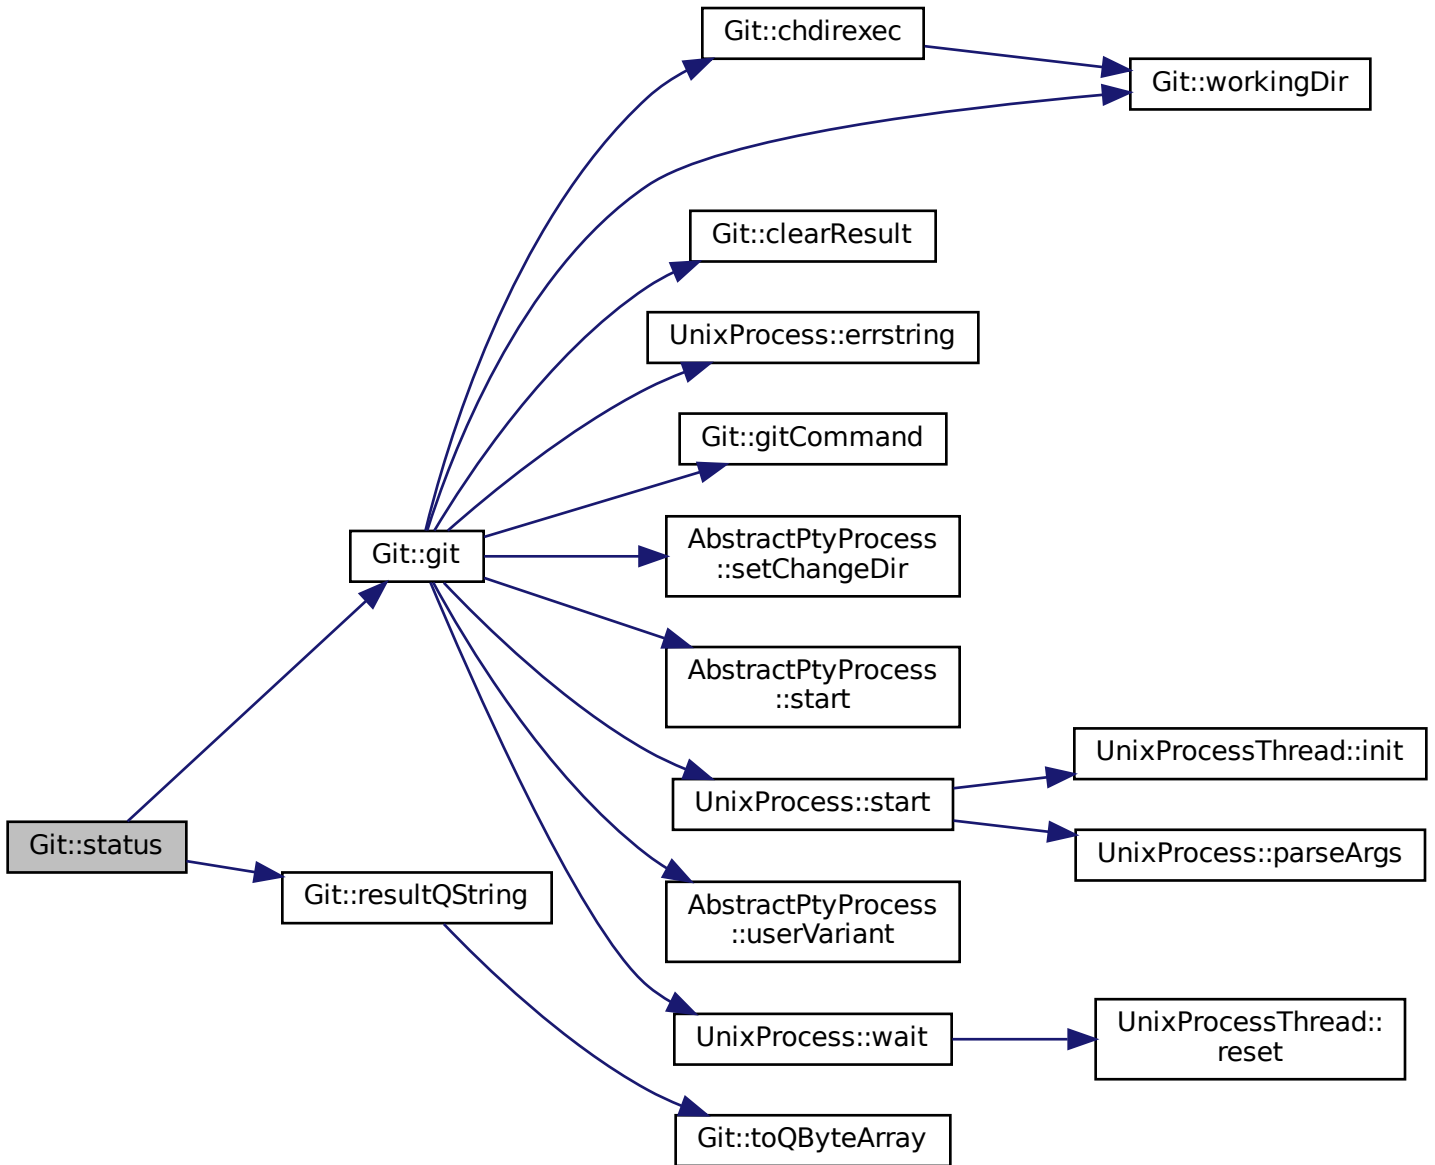 Git::chdirexec
Git::workingDir
Git::clearResult
UnixProcess::errstring
Git::gitCommand
Git::git
AbstractPtyProcess
::setChangeDir
AbstractPtyProcess
::start
UnixProcessThread::init
UnixProcess::start
UnixProcess::parseArgs
Git::status
Git::resultQString
AbstractPtyProcess
::userVariant
UnixProcess::wait
UnixProcessThread::
reset
Git::toQByteArray